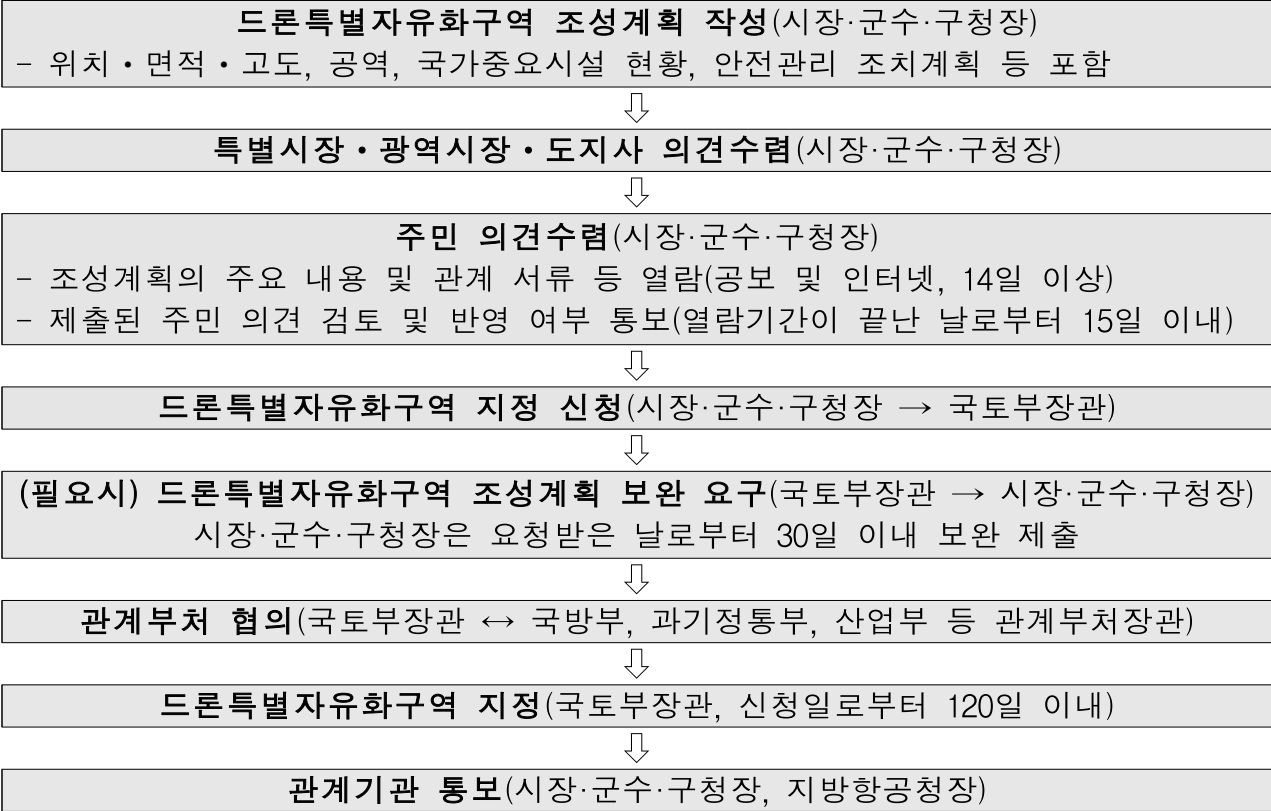 드론특별자유화구역 조성계획 작성(시장·군수·구청장)
- 위치·면적·고도, 공역, 국가중요시설 현황, 안전관리 조치계획 등 포함
특별시장·광역시장·도지사 의견수렴(시장·군수·구청장)
주민 의견수렴(시장·군수·구청장)
- 조성계획의 주요 내용 및 관계 서류 등 열람(공보 및 인터넷, 14일 이상)
- 제출된 주민 의견 검토 및 반영 여부 통보(열람기간이 끝난 날로부터 15일 이내)
드론특별자유화구역 지정 신청(시장·군수·구청장 → 국토부장관)
(필요시) 드론특별자유화구역 조성계획 보완 요구(국토부장관 → 시장·군수·구청장)
시장·군수·구청장은 요청받은 날로부터 30일 이내 보완 제출
관계부처 협의(국토부장관 ↔ 국방부, 과기정통부, 산업부 등 관계부처장관)
드론특별자유화구역 지정(국토부장관, 신청일로부터 120일 이내)
관계기관 통보(시장·군수·구청장, 지방항공청장)